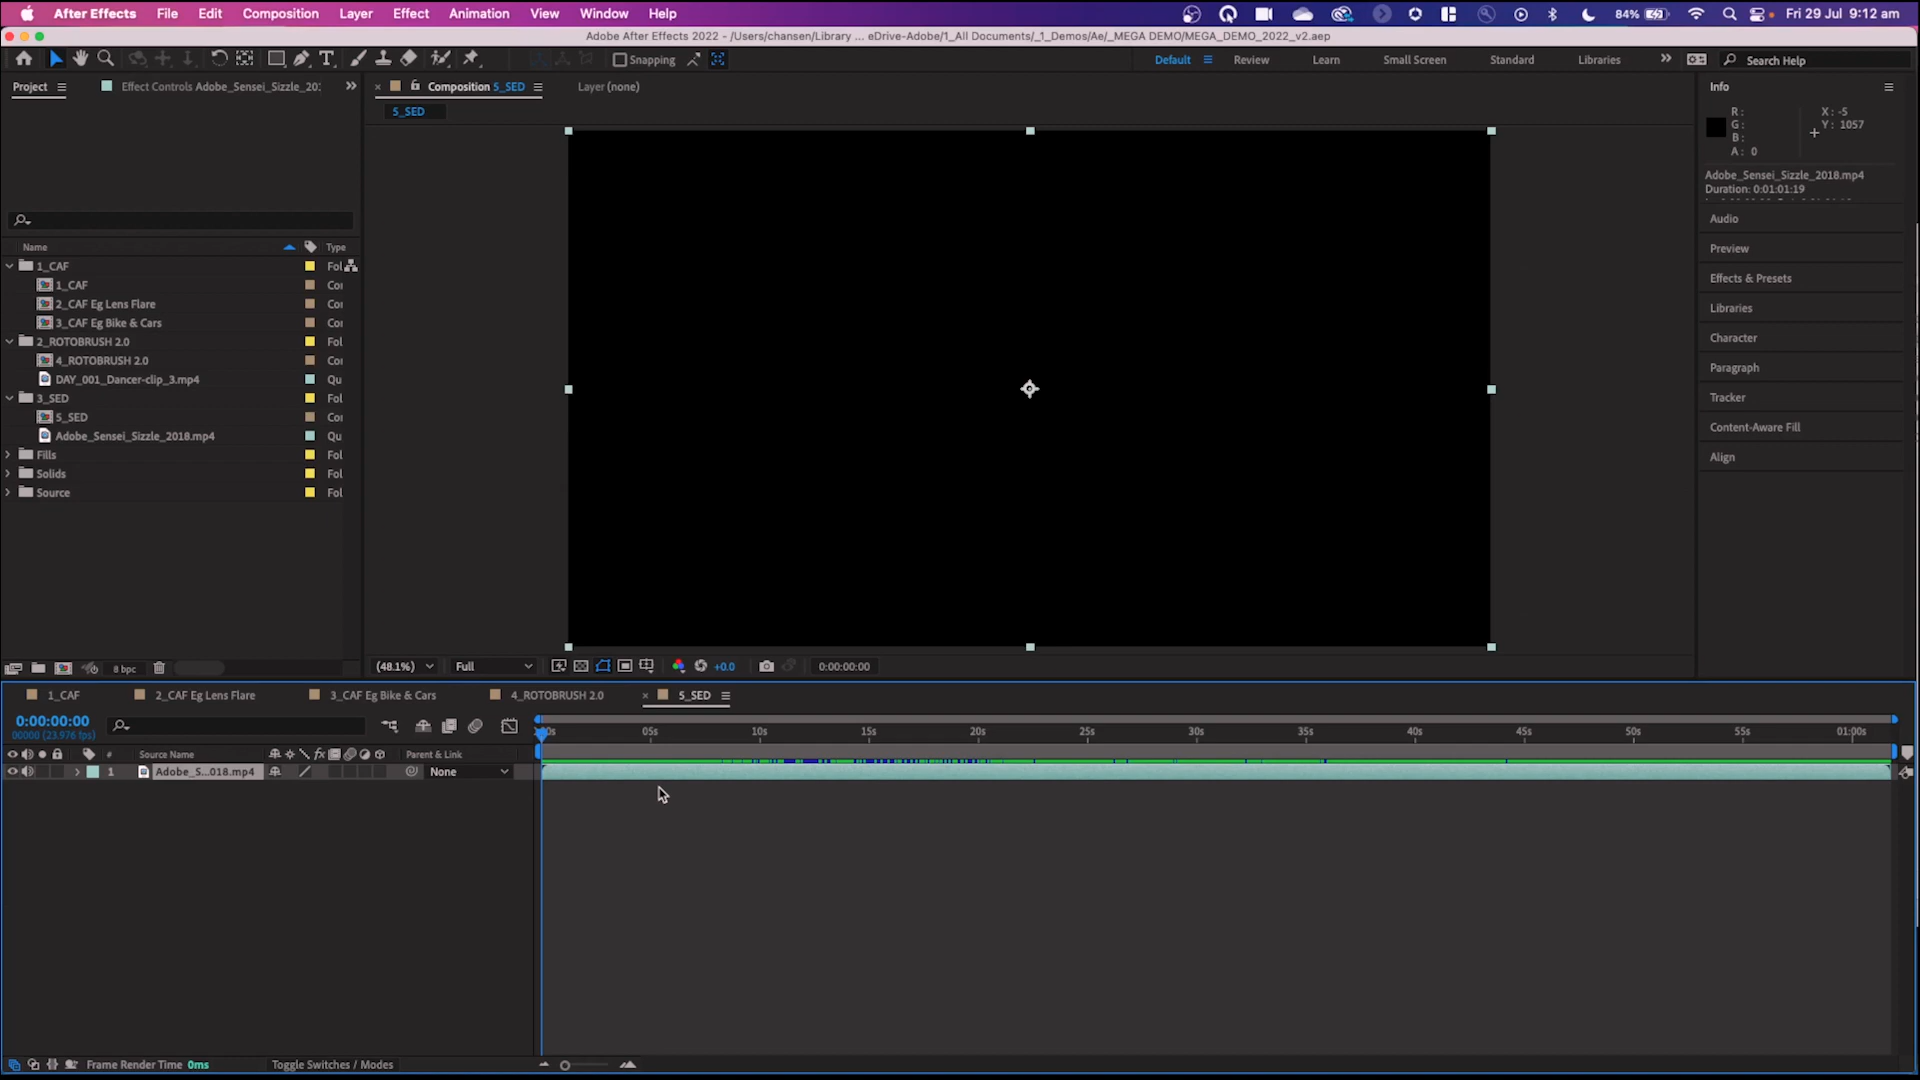 After Effects File Edit Composition Layer Effect Animation View Window Help 84% Fri 29 Jul 9:12 am
Adobe After Effects 2022 - /Users/chansen/Library ... eDrive-Adobe/1_All Documents/_1_Demos/Ae/_MEGA DEMO/MEGA_DEMO_2022_v2.aep
Snapping Default Review Learn Small Screen Standard Libraries Search Help
Project Effect Controls Adobe_Sensei_Sizzle_20: Composition 5_SED Layer (none) Info
5_SED
R: X: -5
G: Y: 1057
B:
A: 0
Adobe_Sensei_Sizzle_2018.mp4
Duration: 0:01:01:19
Audio
Preview
Effects & Presets
Libraries
Character
Paragraph
Tracker
Content-Aware Fill
Align
Name Type
1_CAF Fol
1_CAF Cor
2_CAF Eg Lens Flare Cor
3_CAF Eg Bike & Cars Cor
2_ROTOBRUSH 2.0 Fol
4_ROTOBRUSH 2.0 Cor
DAY_001_Dancer-clip_3.mp4 Qu
3_SED Fol
5_SED Cor
Adobe_Sensei_Sizzle_2018.mp4 Qu
Fills Fol
Solids Fol
Source Fol
8 bpc (48.1%) Full +0.0 0:00:00:00
1_CAF 2_CAF Eg Lens Flare 3_CAF Eg Bike & Cars 4_ROTOBRUSH 2.0 × 5_SED
0:00:00:00
00000 (23.976 fps)
05s 10s 15s 20s 25s 30s 35s 40s 45s 50s 55s 01:00s
# Source Name fx Parent & Link
1 Adobe_S...018.mp4 None
Frame Render Time 0ms Toggle Switches / Modes